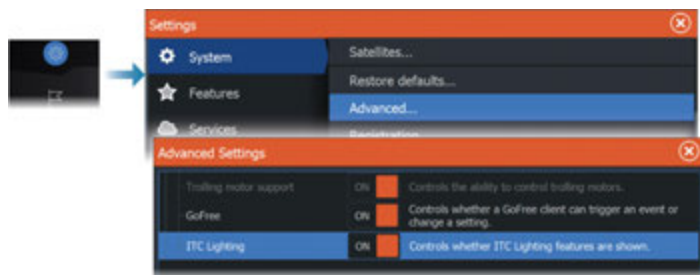 Settings
System
Satellites...
Restore defaults...
Features
Advanced...
Services
Registration
Advanced Settings
Trolling motor support ON Controls the ability to control trolling motors.
GoFree ON Controls whether a GoFree client can trigger an event or
change a setting.
ITC Lighting ON Controls whether ITC Lighting features are shown.